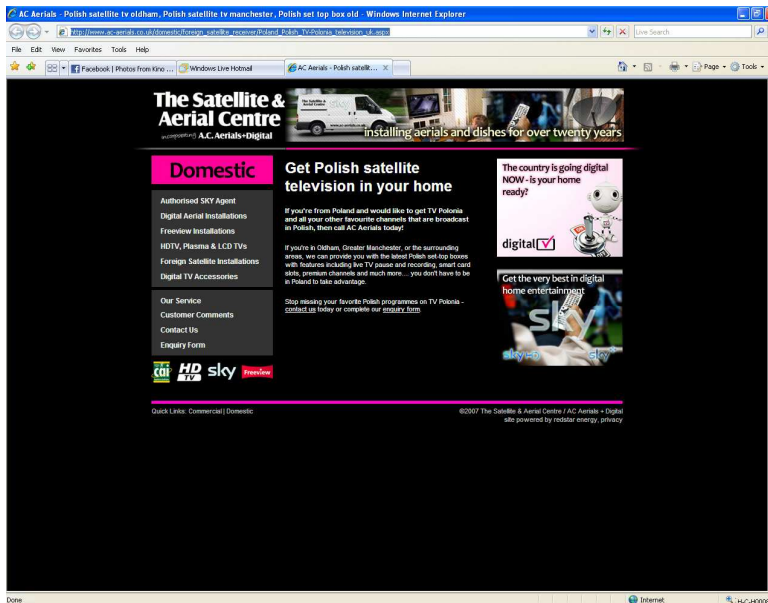 AC Aerials - Polish satellite tv oldham, Polish satellite tv manchester, Polish set top box old - Windows Internet Explorer
http://www.ac-aerials.co.uk/domestic/foreign_satellite_receiver/Poland_Polish_TV-Polonia_television_uk.aspx
Live Search
File Edit View Favorites Tools Help
Facebook | Photos from Kino ...
Windows Live Hotmail
AC Aerials - Polish satellit...
Page
Tools
The Satellite &
Aerial Centre
incorporating A.C. Aerials+Digital
installing aerials and dishes for over twenty years
Domestic
Authorised SKY Agent
Digital Aerial Installations
Freeview Installations
HDTV, Plasma & LCD TVs
Foreign Satellite Installations
Digital TV Accessories
Our Service
Customer Comments
Contact Us
Enquiry Form
cai HD TV sky Freeview
Get Polish satellite
television in your home
If you're from Poland and would like to get TV Polonia
and all your other favourite channels that are broadcast
in Polish, then call AC Aerials today!
If you're in Oldham, Greater Manchester, or the surrounding
areas, we can provide you with the latest Polish set-top boxes
with features including live TV pause and recording, smart card
slots, premium channels and much more.... you don't have to be
in Poland to take advantage.
Stop missing your favorite Polish programmes on TV Polonia -
contact us today or complete our enquiry form.
The country is going digital
NOW - is your home
ready?
digital
Get the very best in digital
home entertainment
sky
sky HD
sky
Quick Links: Commercial | Domestic
©2007 The Satellite & Aerial Centre / AC Aerials + Digital
site powered by redstar energy, privacy
Done
Internet